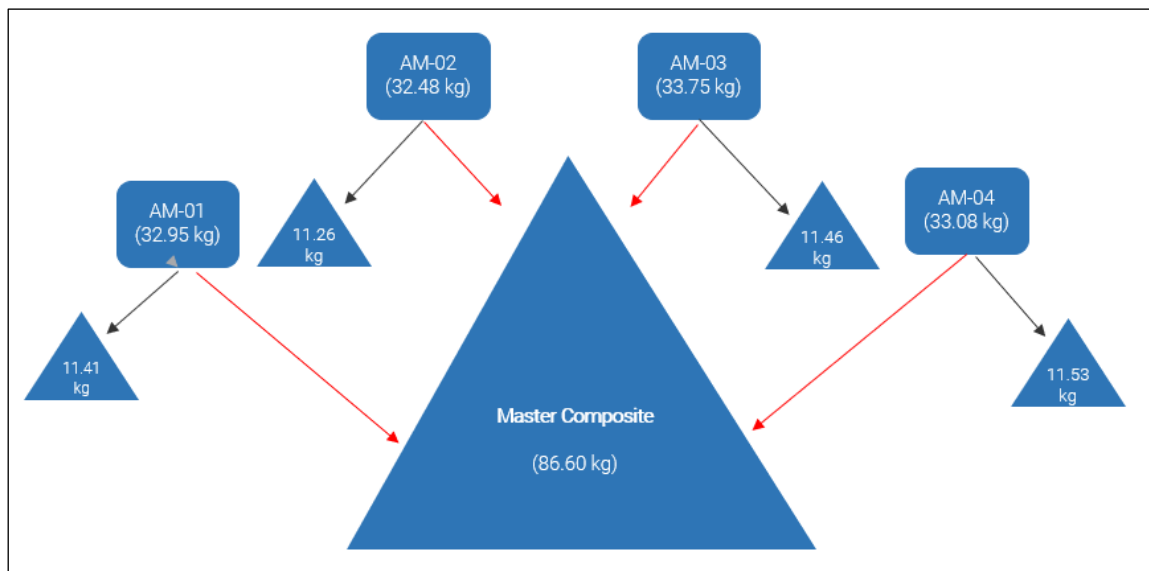 AM-02
(32.48 kg)
AM-03
(33.75 kg)
AM-01
(32.95 kg)
11.26
kg
11.46
kg
AM-04
(33.08 kg)
11.41
kg
11.53
kg
Master Composite
(86.60 kg)